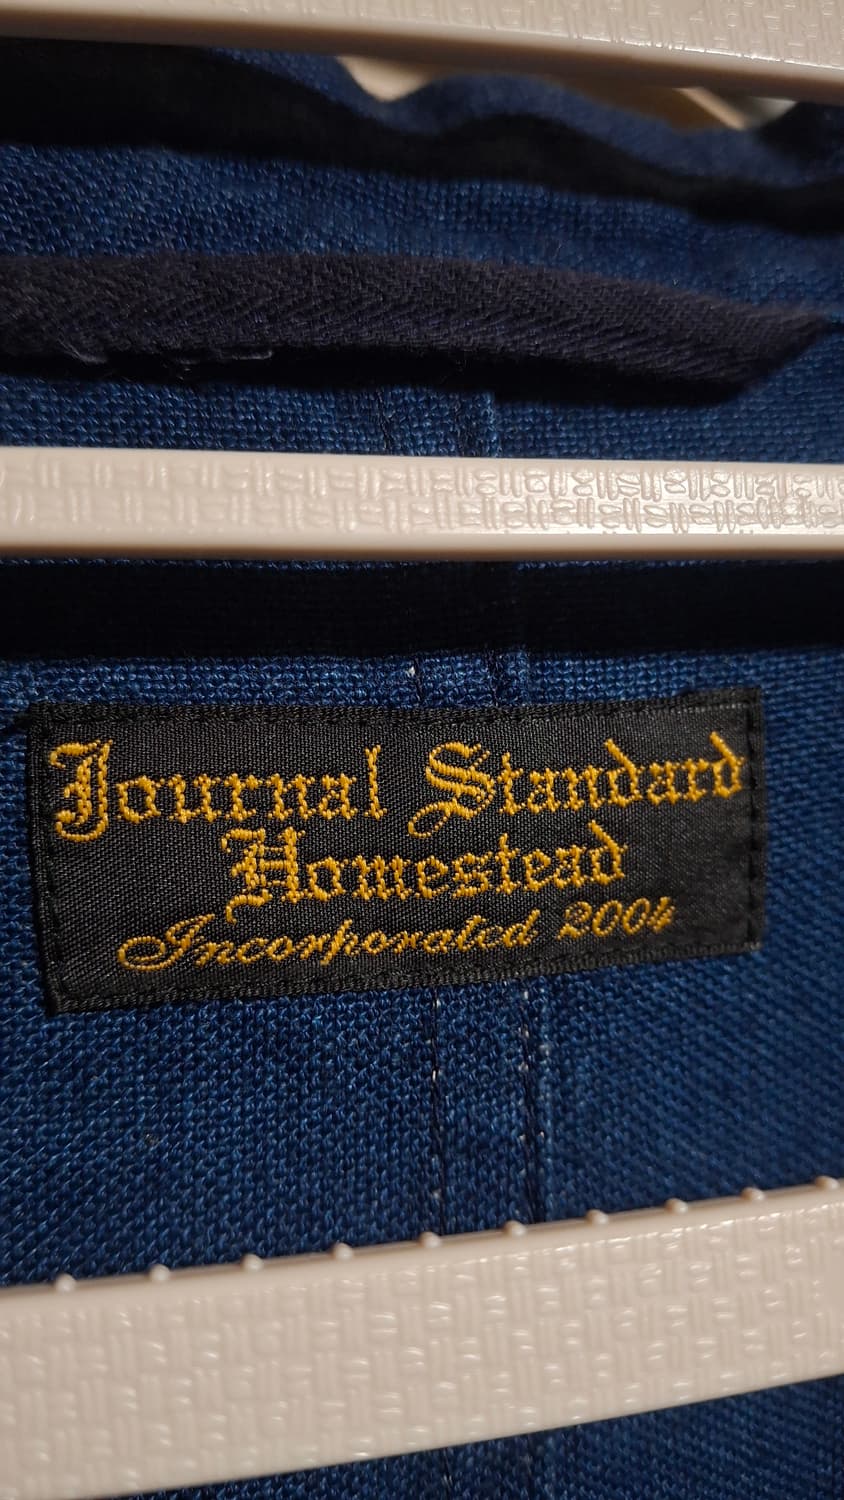 Journal Standard
Homestead
Incorporated 2004